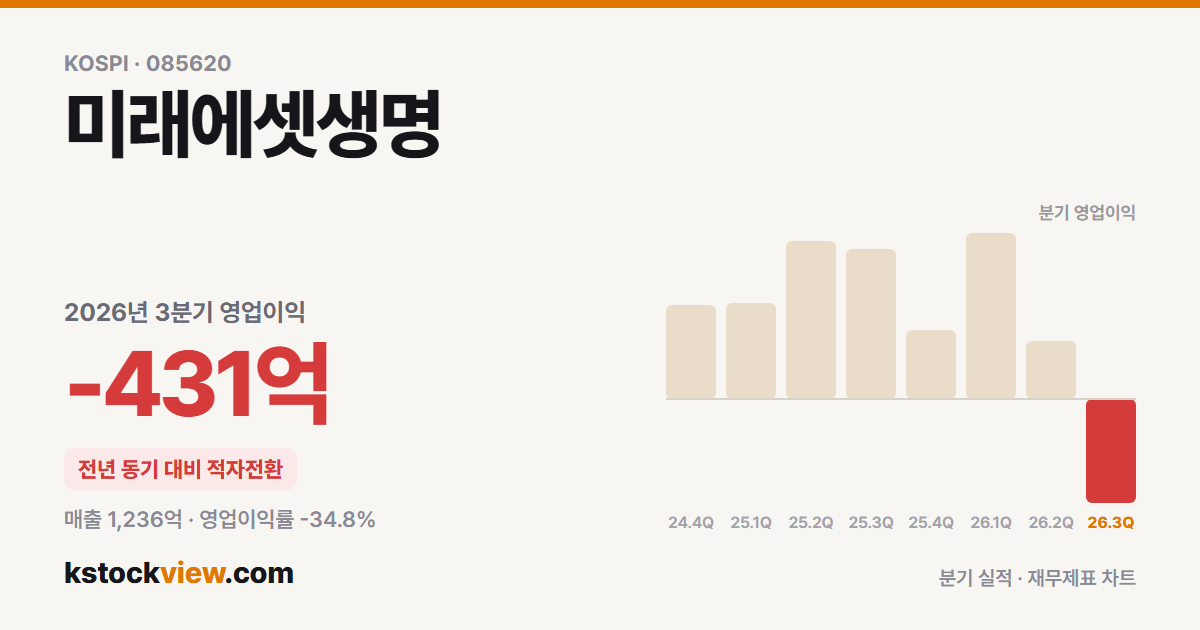 KOSPI · 085620
미래에셋생명
분기 영업이익
2026년 3분기 영업이익
-431억
전년 동기 대비 적자전환
매출 1,236억 · 영업이익률 -34.8%
24.4Q 25.1Q 25.2Q 25.3Q 25.4Q 26.1Q 26.2Q 26.3Q
kstockview.com
분기 실적 · 재무제표 차트